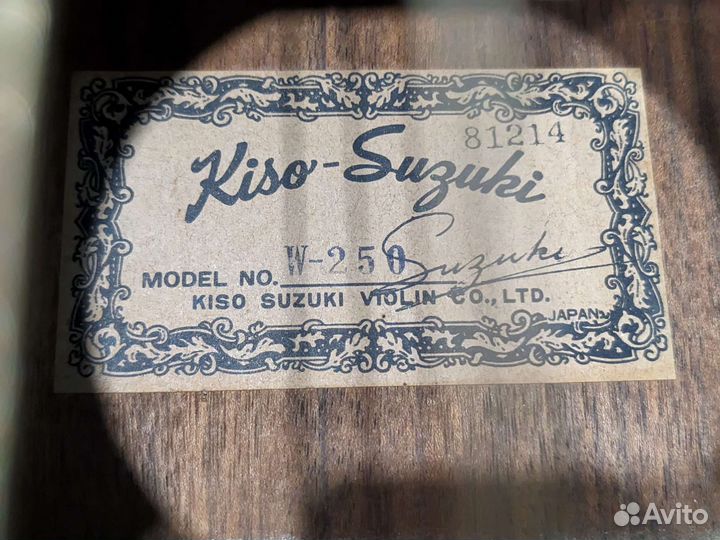 81214
Kiso-Suzuki
MODEL NO. W-250 Suzuki
KISO SUZUKI VIOLIN CO., LTD.
JAPAN
Avito